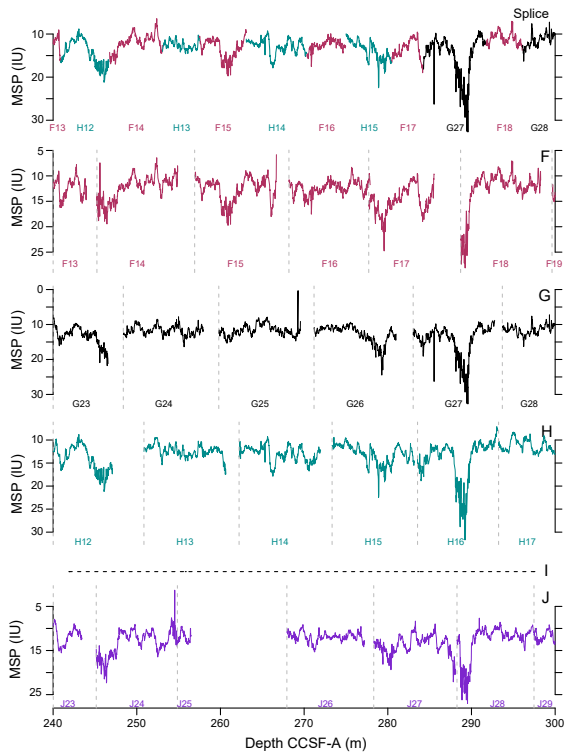 Splice
10
15
20
30
MSP (IU)
F13 H12 F14 H13 F15 H14 F16 H15 F17 G27 F18 G28
F
5
10
15
20
25
MSP (IU)
F13 F14 F15 F16 F17 F18 F19
G
0
10
15
20
30
MSP (IU)
G23 G24 G25 G26 G27 G28
H
10
15
20
25
30
MSP (IU)
H12 H13 H14 H15 H16 H17
I
J
5
15
25
MSP (IU)
J23 J24 J25 J26 J27 J28 J29
240 250 260 270 280 290 300
Depth CCSF-A (m)